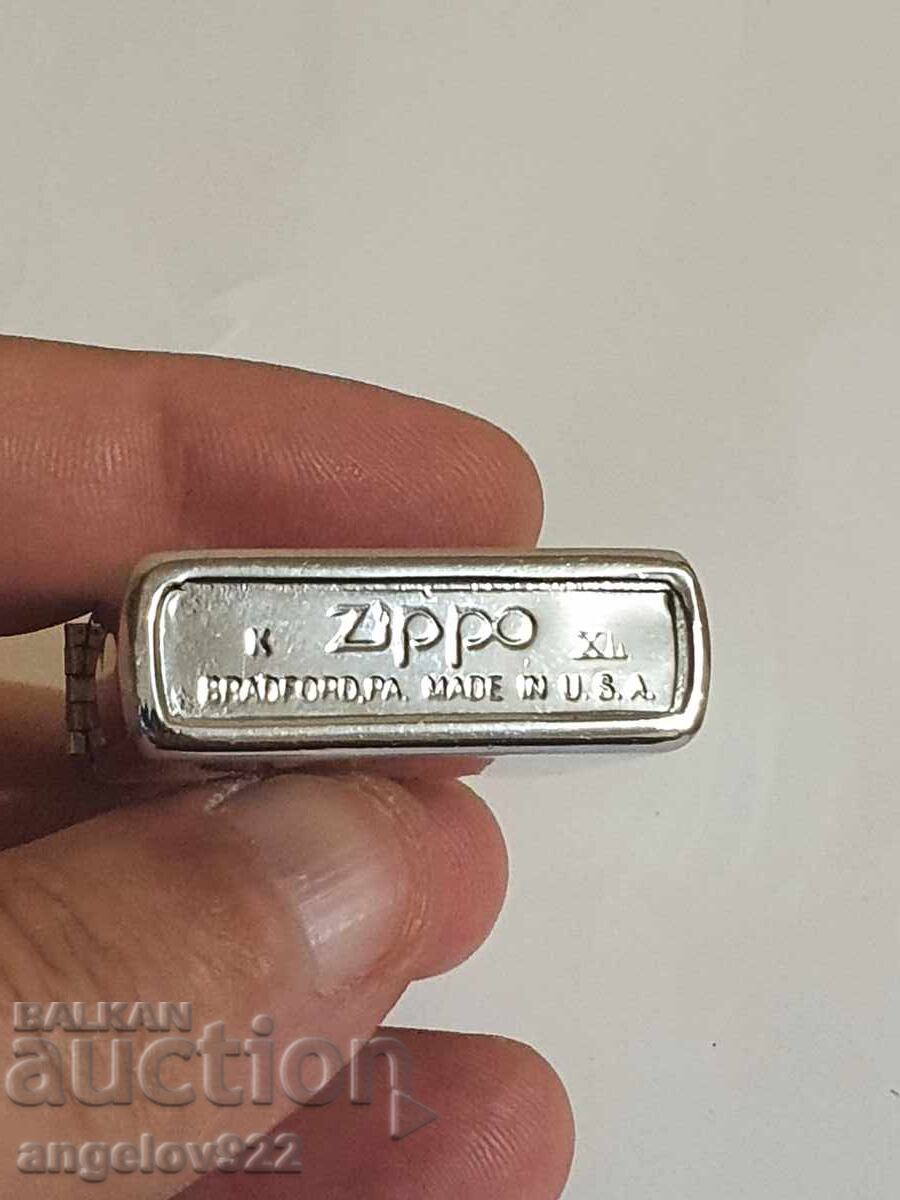 K Zippo XII
BRADFORD,PA. MADE IN U.S.A.
BALKAN
auction
angelov922